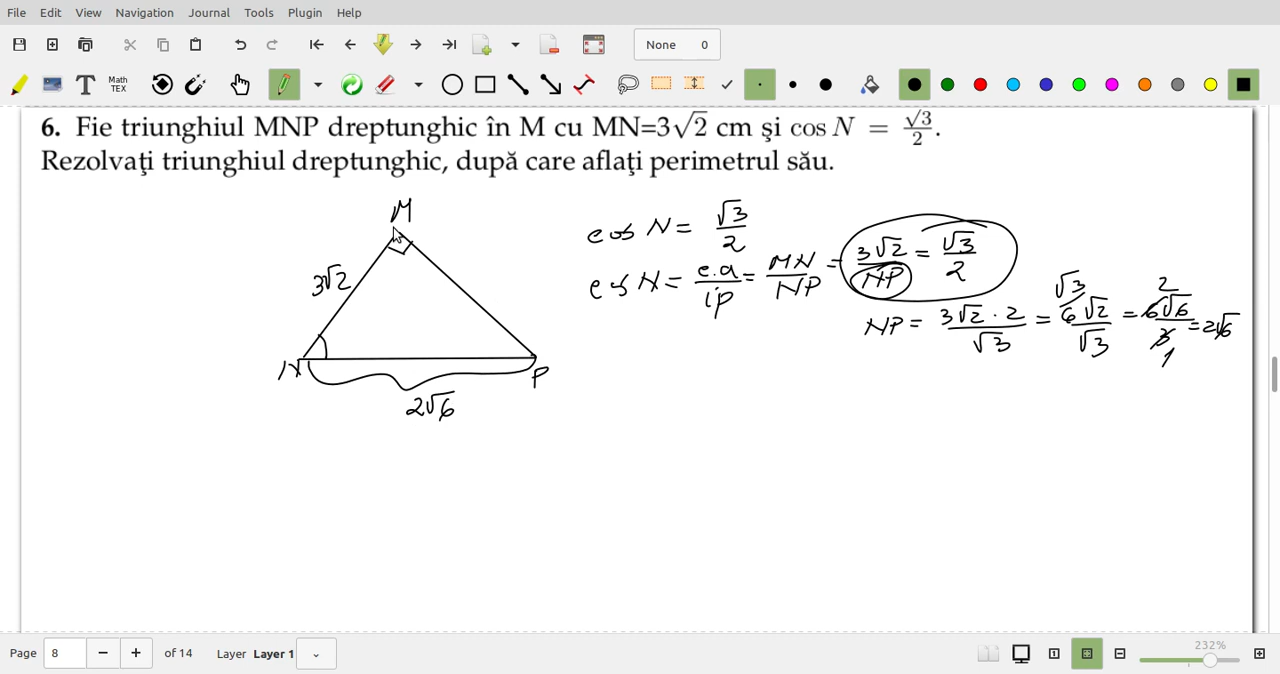 File Edit View Navigation Journal Tools Plugin Help
None 0
T Math TEX
6. Fie triunghiul MNP dreptunghic în M cu MN=3√2 cm şi cos N = √3/2.
Rezolvaţi triunghiul dreptunghic, după care aflaţi perimetrul său.
M
3√2
N
P
2√6
cos N = √3/2
cos N = c.a/ip = MN/NP = 3√2/NP = √3/2
NP = 3√2 · 2/√3 = √3) 6√2/√3 = 6√6/3 = 2√6
2
1
Page 8 of 14 Layer Layer 1
232%